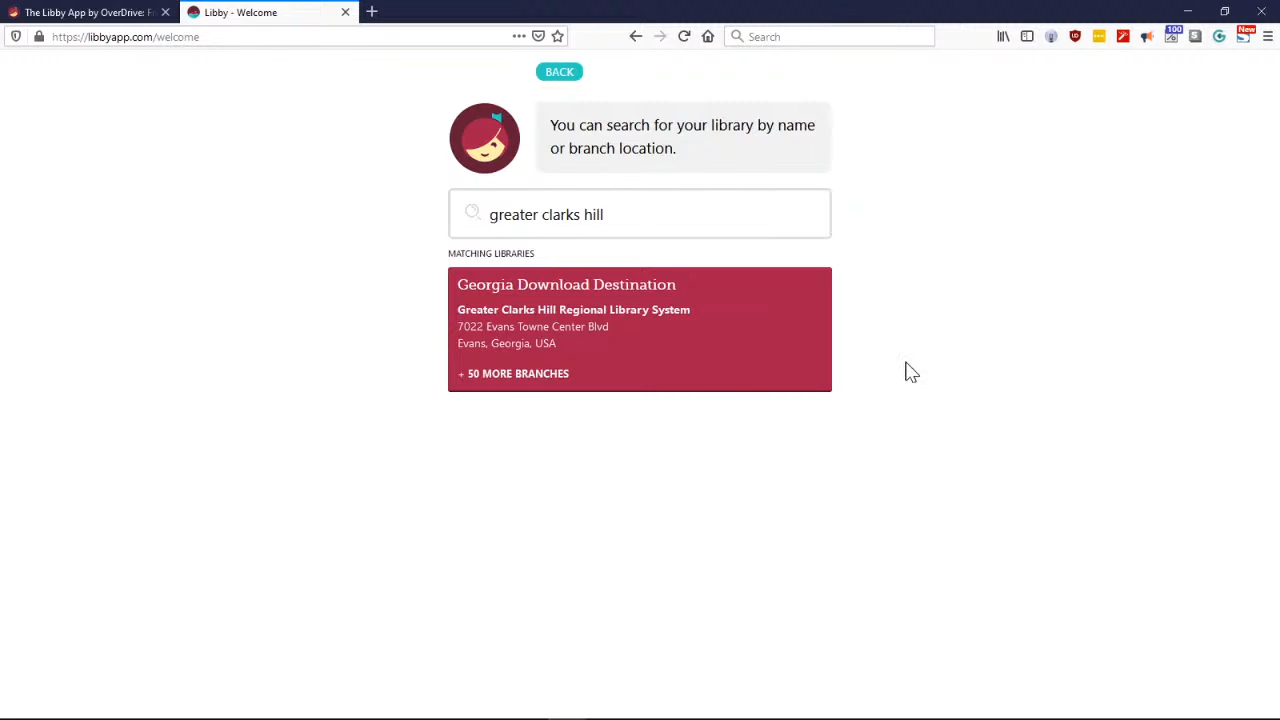 The Libby App by OverDrive: F
Libby - Welcome
https://libbyapp.com/welcome
Search
100
New
BACK
You can search for your library by name
or branch location.
greater clarks hill
MATCHING LIBRARIES
Georgia Download Destination
Greater Clarks Hill Regional Library System
7022 Evans Towne Center Blvd
Evans, Georgia, USA
+ 50 MORE BRANCHES